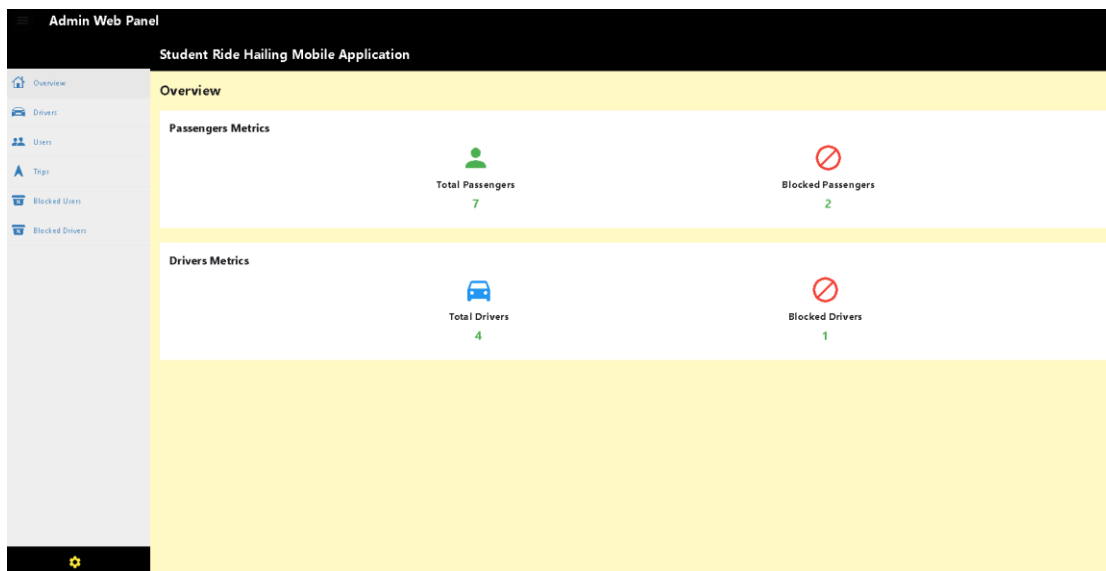 Admin Web Panel
Student Ride Hailing Mobile Application
Overview
Drivers
Users
Trips
Blocked Users
Blocked Drivers
Overview
Passengers Metrics
Total Passengers
7
Blocked Passengers
2
Drivers Metrics
Total Drivers
4
Blocked Drivers
1